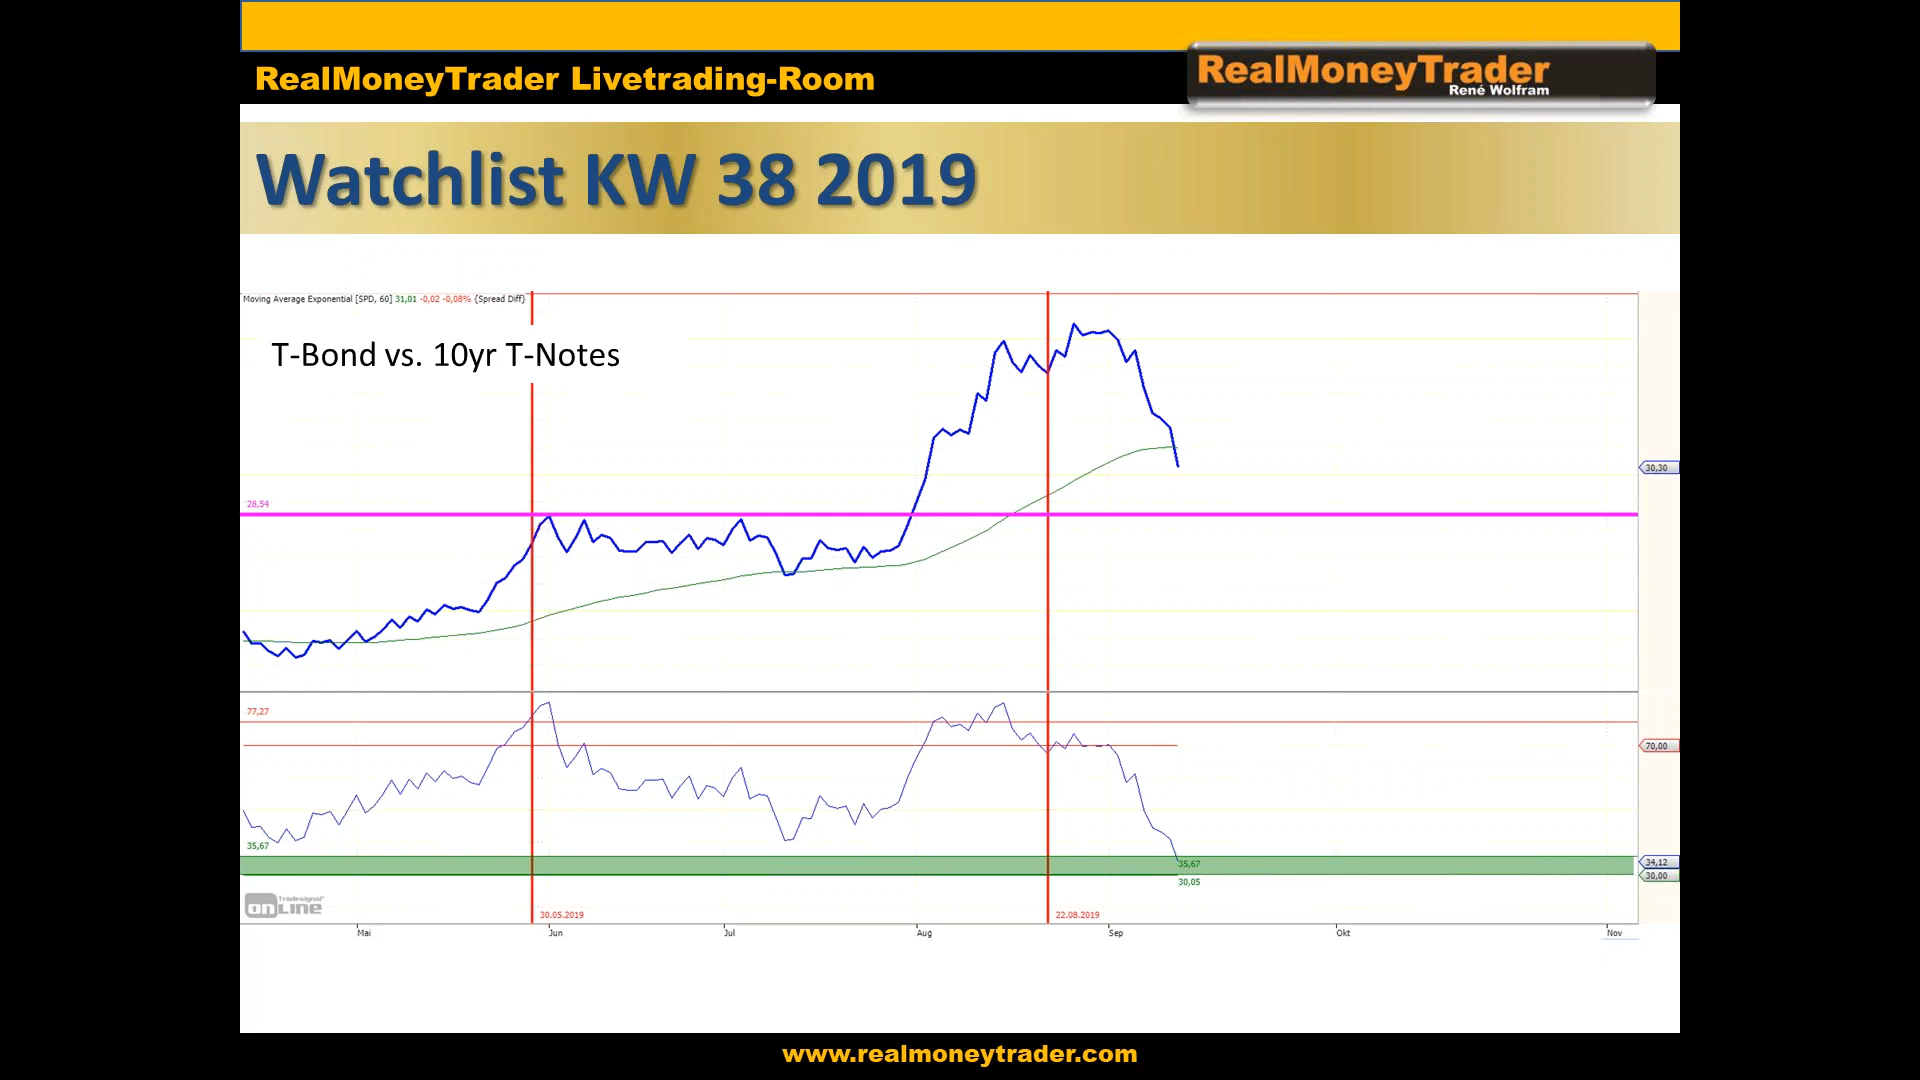 RealMoneyTrader Livetrading-Room
RealMoneyTrader
René Wolfram
Watchlist KW 38 2019
Moving Average Exponential [SPD, 60] 31,01 -0,02 -0,08% {Spread Diff}
T-Bond vs. 10yr T-Notes
30,30
28,54
77,27
70,00
35,67
35,67
34,12
30,00
30,05
Tradesignal®
onLINE
30.05.2019
22.08.2019
Mai
Jun
Jul
Aug
Sep
Okt
Nov
www.realmoneytrader.com